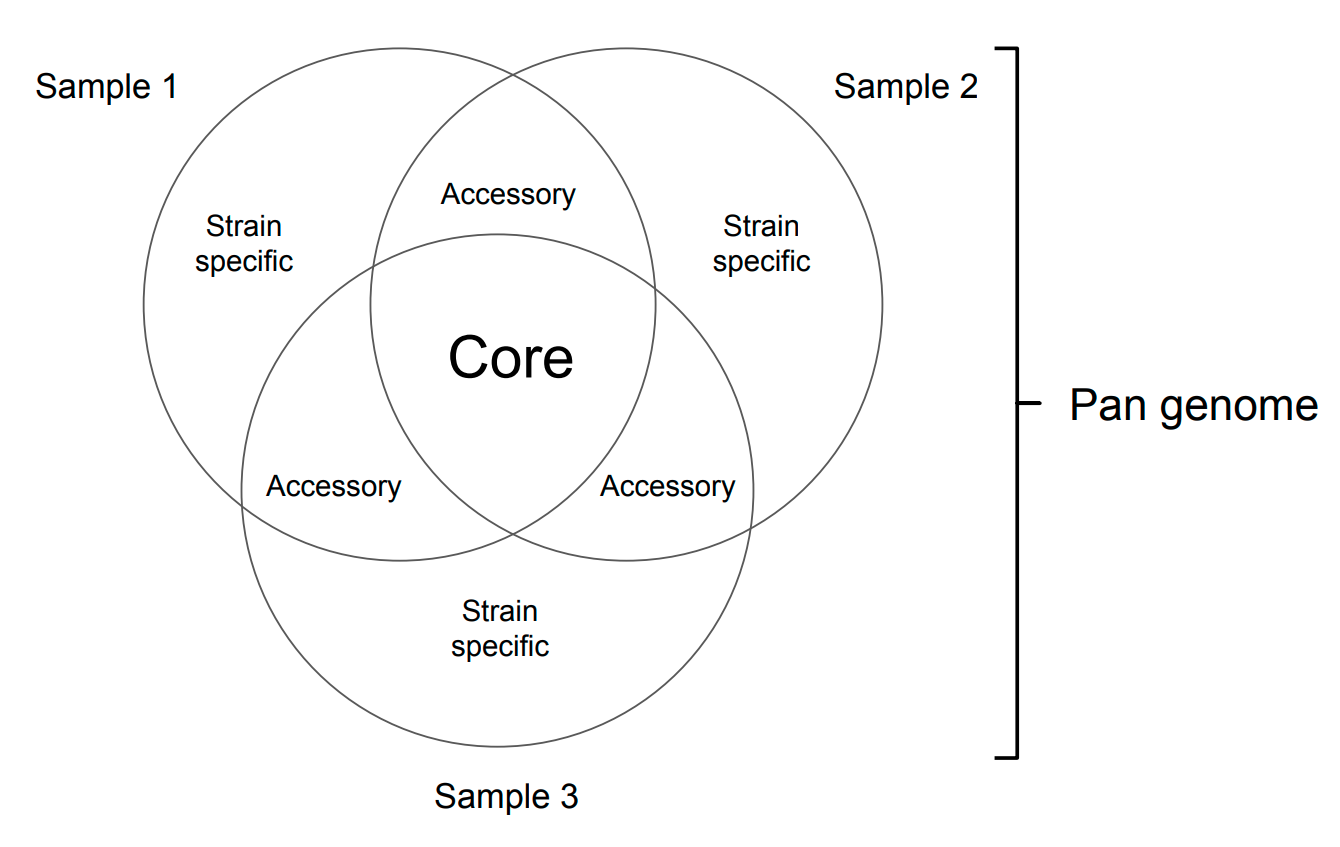 Sample 1
Sample 2
Accessory
Strain
specific
Strain
specific
Core
Pan genome
Accessory
Accessory
Strain
specific
Sample 3